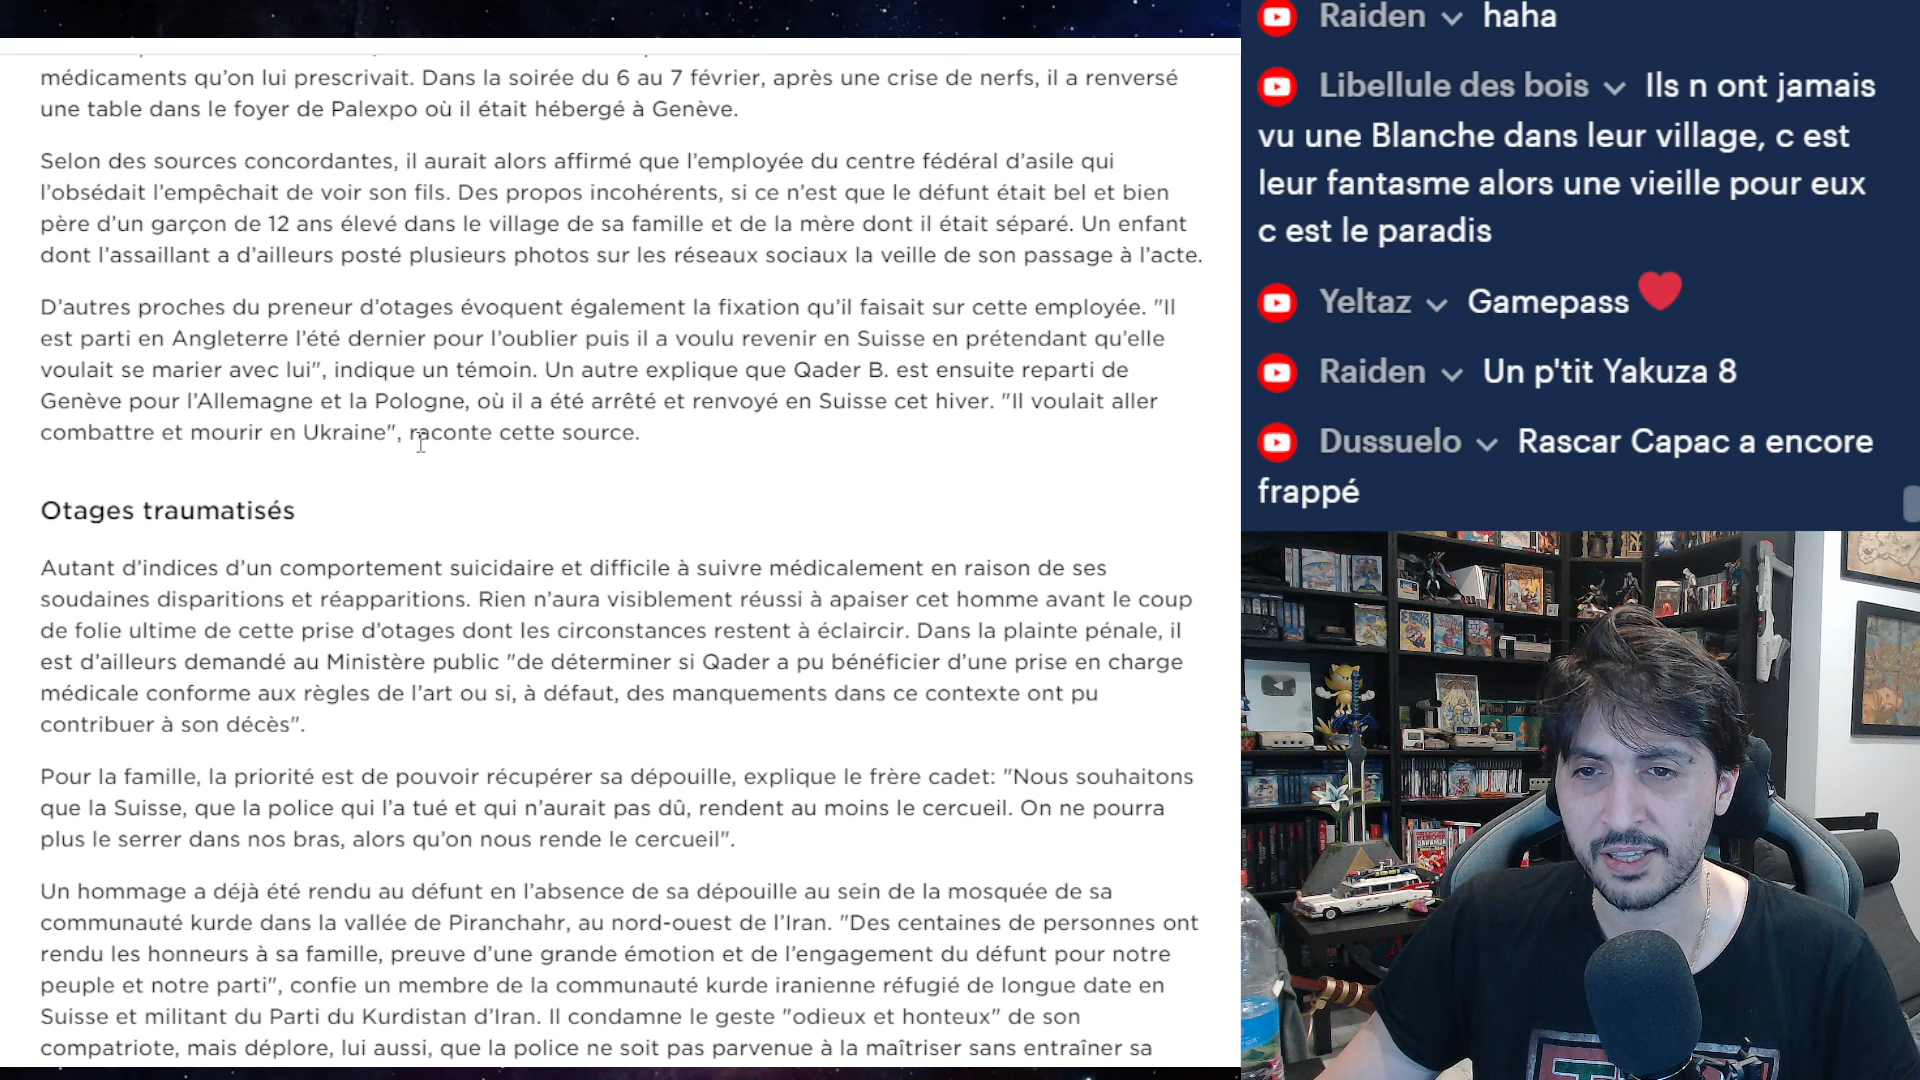 médicaments qu'on lui prescrivait. Dans la soirée du 6 au 7 février, après une crise de nerfs, il a renversé
une table dans le foyer de Palexpo où il était hébergé à Genève.
Selon des sources concordantes, il aurait alors affirmé que l'employée du centre fédéral d'asile qui
l'obsédait l'empêchait de voir son fils. Des propos incohérents, si ce n'est que le défunt était bel et bien
père d'un garçon de 12 ans élevé dans le village de sa famille et de la mère dont il était séparé. Un enfant
dont l'assaillant a d'ailleurs posté plusieurs photos sur les réseaux sociaux la veille de son passage à l'acte.
D'autres proches du preneur d'otages évoquent également la fixation qu'il faisait sur cette employée. "Il
est parti en Angleterre l'été dernier pour l'oublier puis il a voulu revenir en Suisse en prétendant qu'elle
voulait se marier avec lui", indique un témoin. Un autre explique que Qader B. est ensuite reparti de
Genève pour l'Allemagne et la Pologne, où il a été arrêté et renvoyé en Suisse cet hiver. "Il voulait aller
combattre et mourir en Ukraine", raconte cette source.
Otages traumatisés
Autant d'indices d'un comportement suicidaire et difficile à suivre médicalement en raison de ses
soudaines disparitions et réapparitions. Rien n'aura visiblement réussi à apaiser cet homme avant le coup
de folie ultime de cette prise d'otages dont les circonstances restent à éclaircir. Dans la plainte pénale, il
est d'ailleurs demandé au Ministère public "de déterminer si Qader a pu bénéficier d'une prise en charge
médicale conforme aux règles de l'art ou si, à défaut, des manquements dans ce contexte ont pu
contribuer à son décès".
Pour la famille, la priorité est de pouvoir récupérer sa dépouille, explique le frère cadet: "Nous souhaitons
que la Suisse, que la police qui l'a tué et qui n'aurait pas dû, rendent au moins le cercueil. On ne pourra
plus le serrer dans nos bras, alors qu'on nous rende le cercueil".
Un hommage a déjà été rendu au défunt en l'absence de sa dépouille au sein de la mosquée de sa
communauté kurde dans la vallée de Piranchahr, au nord-ouest de l'Iran. "Des centaines de personnes ont
rendu les honneurs à sa famille, preuve d'une grande émotion et de l'engagement du défunt pour notre
peuple et notre parti", confie un membre de la communauté kurde iranienne réfugié de longue date en
Suisse et militant du Parti du Kurdistan d'Iran. Il condamne le geste "odieux et honteux" de son
compatriote, mais déplore, lui aussi, que la police ne soit pas parvenue à la maîtriser sans entraîner sa
Raiden haha
Libellule des bois Ils n ont jamais
vu une Blanche dans leur village, c est
leur fantasme alors une vieille pour eux
c est le paradis
Yeltaz Gamepass
Raiden Un p'tit Yakuza 8
Dussuelo Rascar Capac a encore
frappé